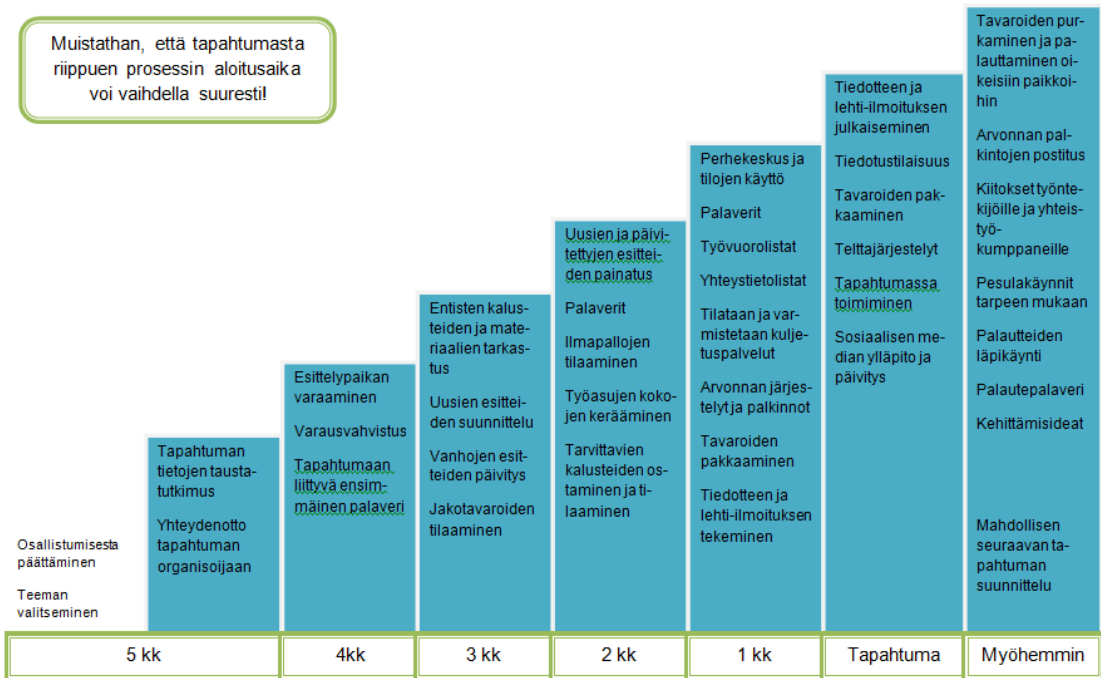 Muistathan, että tapahtumasta
riippuen prosessin aloitusaika
voi vaihdella suuresti!
Osallistumisesta
päättäminen
Teeman
valitseminen
Tapahtuman
tietojen tausta-
tutkimus
Yhteydenotto
tapahtuman
organisoijaan
5 kk
Esittelypaikan
varaaminen
Varausvahvistus
Tapahtumaan
liittyvä ensim-
mäinen palaveri
4kk
Entisten kalus-
teiden ja mate-
riaalien tarkas-
tus
Uusien esittei-
den suunnittelu
Vanhojen esit-
teiden päivitys
Jakotavaroiden
tilaaminen
3 kk
Uusien ja päivi-
tettyjen esittei-
den painatus
Palaverit
Ilmapallojen
tilaaminen
Työasujen koko-
jen kerääminen
Tarvittavien
kalusteiden os-
taminen ja ti-
laaminen
2 kk
Perhekeskus ja
tilojen käyttö
Palaverit
Työvuorolistat
Yhteystietolistat
Tilataan ja var-
mistetaan kulje-
tuspalvelut
Arvonnan järjes-
telyt ja palkinnot
Tavaroiden
pakkaaminen
Tiedotteen ja
lehti-ilmoituksen
tekeminen
1 kk
Tiedotteen ja
lehti-ilmoituksen
julkaiseminen
Tiedotustilaisuus
Tavaroiden pak-
kaaminen
Telttajärjestelyt
Tapahtumassa
toimiminen
Sosiaalisen me-
dian ylläpito ja
päivitys
Tapahtuma
Tavaroiden pur-
kaminen ja pa-
lauttaminen oi-
keisiin paikkoi-
hin
Arvonnan pal-
kintojen postitus
Kiitokset työnte-
kijöille ja yhteis-
työ-
kumppaneille
Pesulakäynnit
tarpeen mukaan
Palautteiden
läpikäynti
Palautepalaveri
Kehittämisideat
Mahdollisen
seuraavan ta-
pahtuman
suunnittelu
Myöhemmin